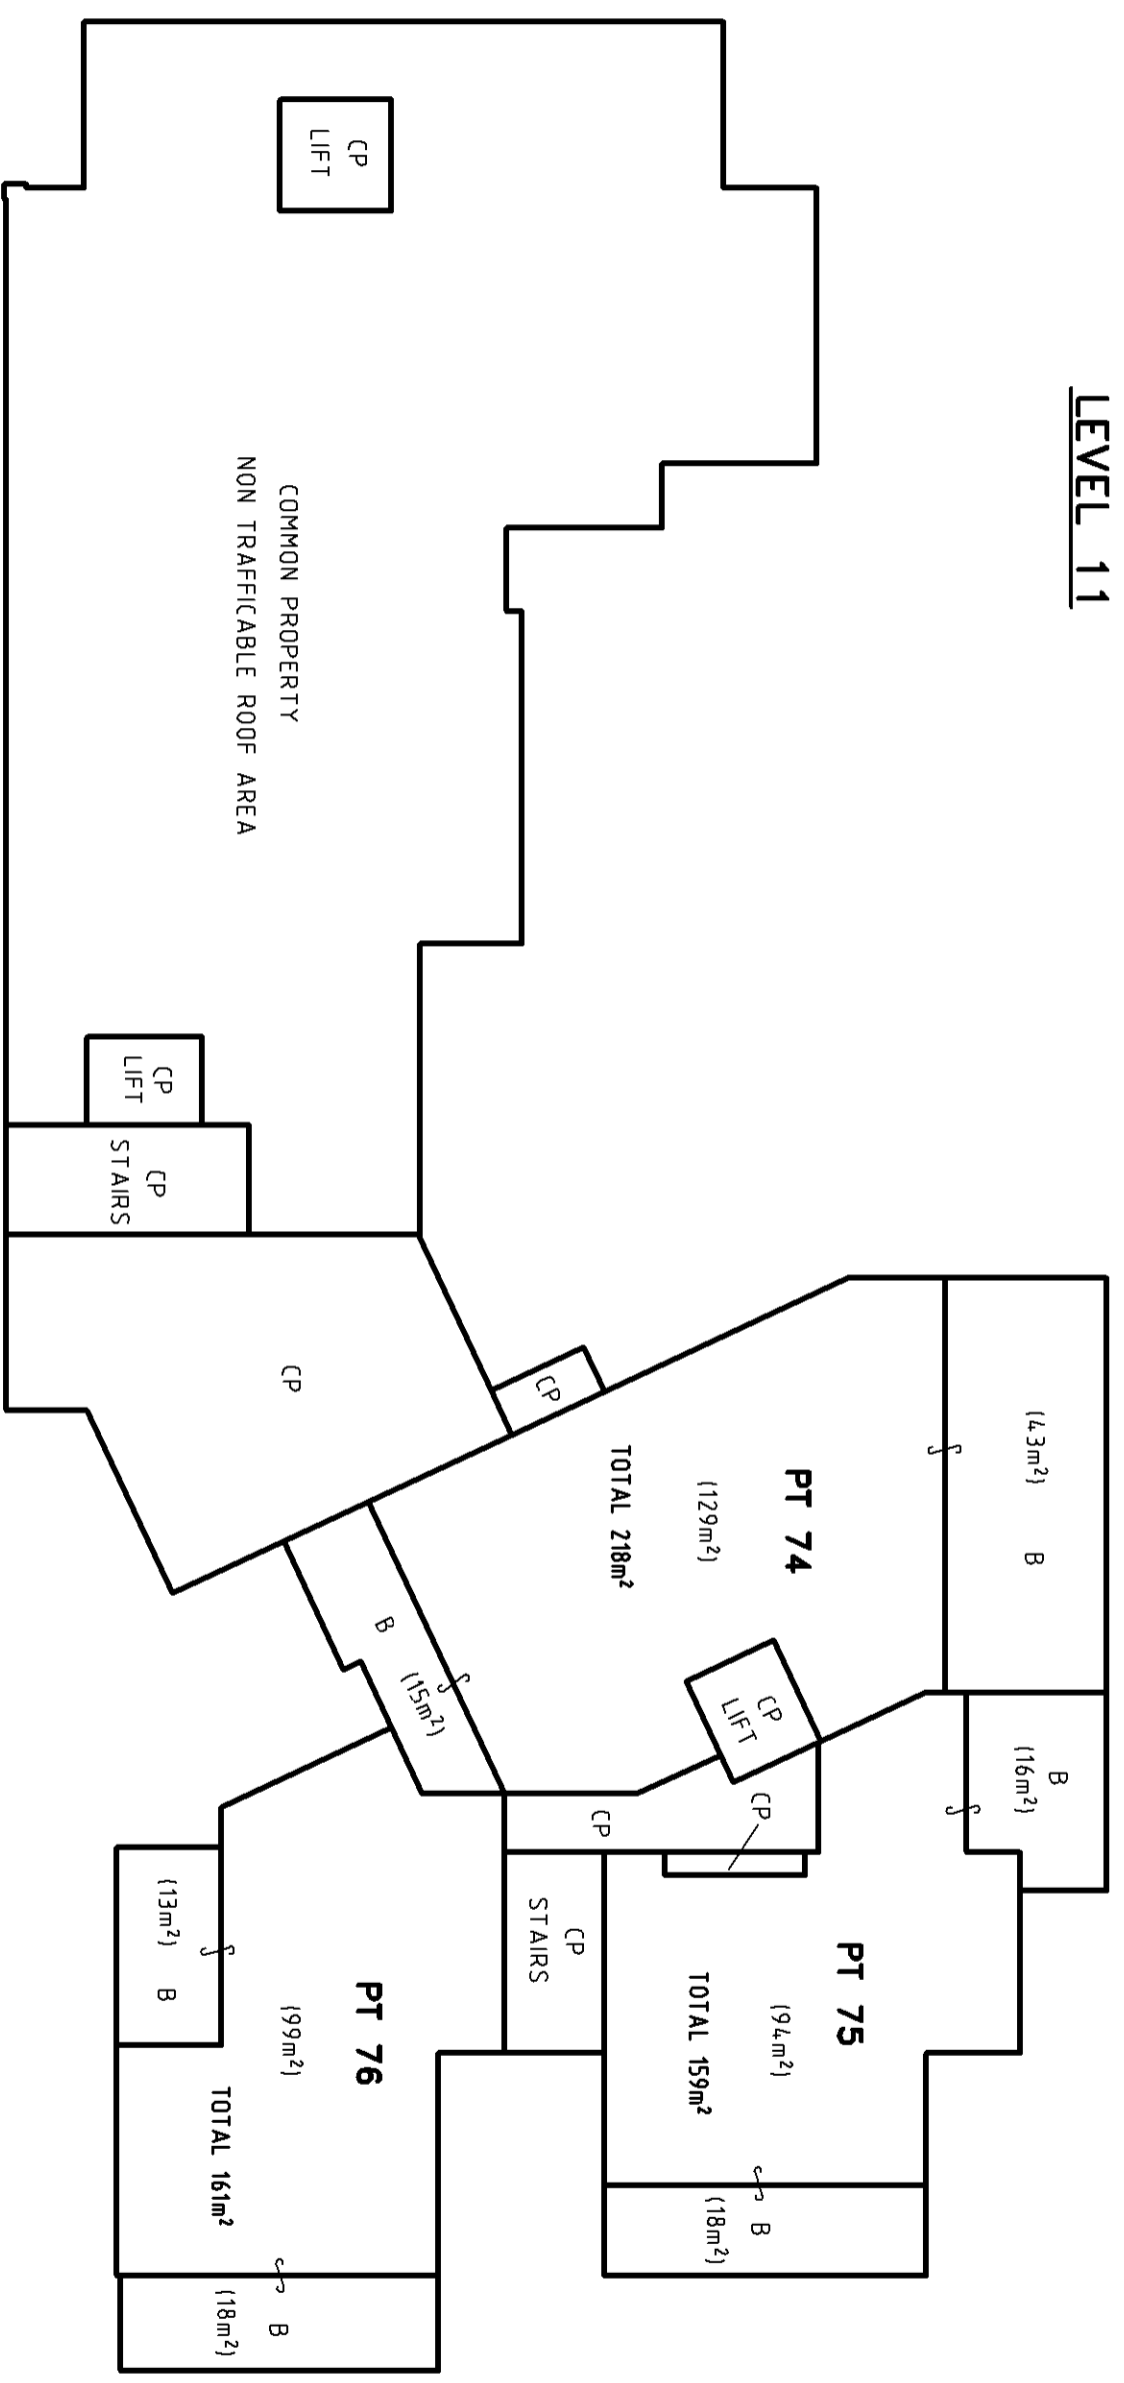 LEVEL 11
CP
LIFT
COMMON PROPERTY
NON TRAFFICABLE ROOF AREA
CP
LIFT
CP
STAIRS
CP
CP
(43m²) B
PT 74
(129m²)
TOTAL 218m²
CP
LIFT
B
(15m²)
B
(16m²)
CP
CP
CP
STAIRS
PT 75
(94m²)
TOTAL 159m²
B
(18m²)
PT 76
(99m²)
TOTAL 161m²
(13m²) B
B
(18m²)